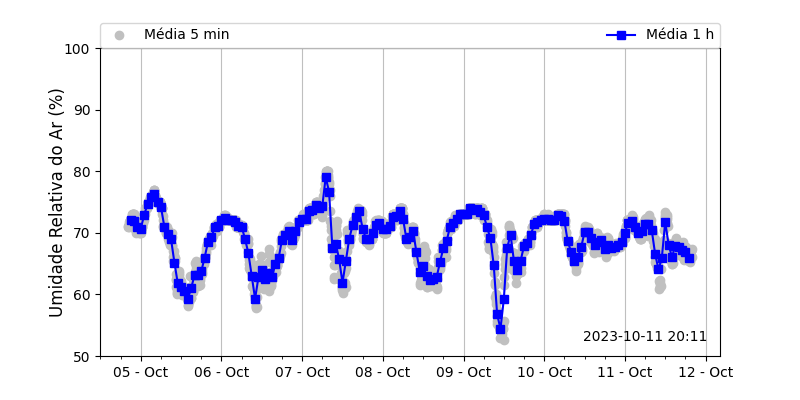 Média 5 min Média 1 h
Umidade Relativa do Ar (%)
100
90
80
70
60
50
2023-10-11 20:11
05 - Oct 06 - Oct 07 - Oct 08 - Oct 09 - Oct 10 - Oct 11 - Oct 12 - Oct